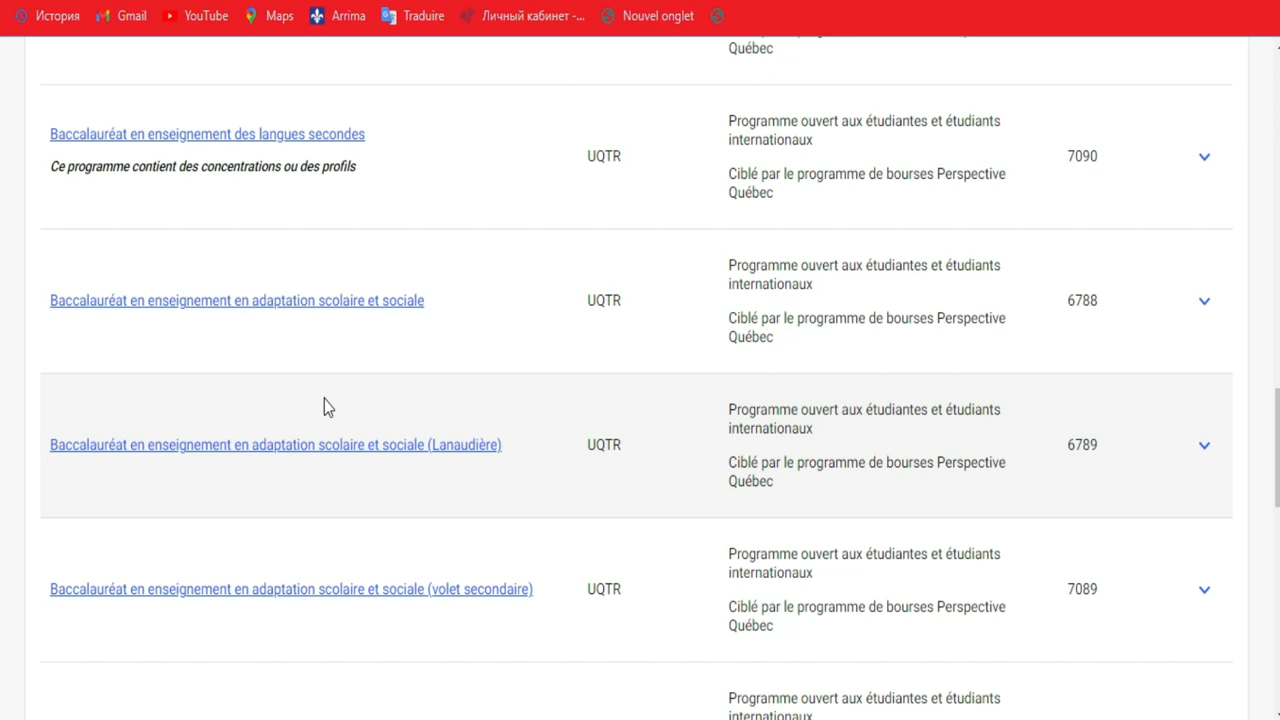 История Gmail YouTube Maps Arrima Traduire Личный кабинет -... Nouvel onglet
Québec
Baccalauréat en enseignement des langues secondes
Ce programme contient des concentrations ou des profils
UQTR
Programme ouvert aux étudiantes et étudiants
internationaux
Ciblé par le programme de bourses Perspective
Québec
7090
Baccalauréat en enseignement en adaptation scolaire et sociale
UQTR
Programme ouvert aux étudiantes et étudiants
internationaux
Ciblé par le programme de bourses Perspective
Québec
6788
Baccalauréat en enseignement en adaptation scolaire et sociale (Lanaudière)
UQTR
Programme ouvert aux étudiantes et étudiants
internationaux
Ciblé par le programme de bourses Perspective
Québec
6789
Baccalauréat en enseignement en adaptation scolaire et sociale (volet secondaire)
UQTR
Programme ouvert aux étudiantes et étudiants
internationaux
Ciblé par le programme de bourses Perspective
Québec
7089
Programme ouvert aux étudiantes et étudiants
internationaux